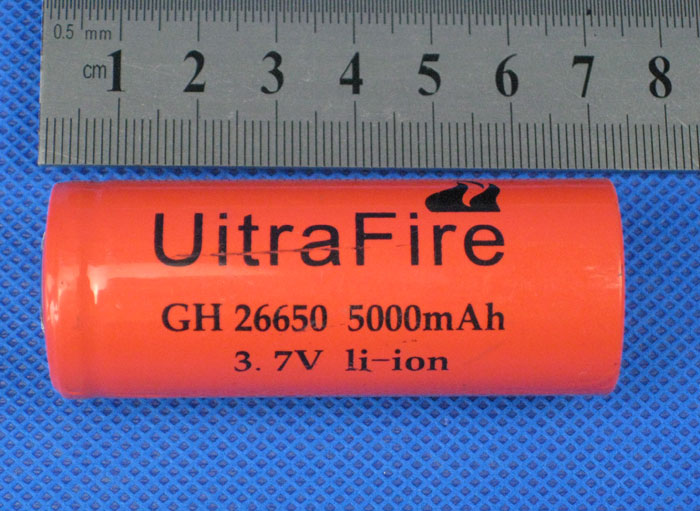 0.5 mm
cm 1 2 3 4 5 6 7 8
UitraFire
GH 26650 5000mAh
3.7V li-ion